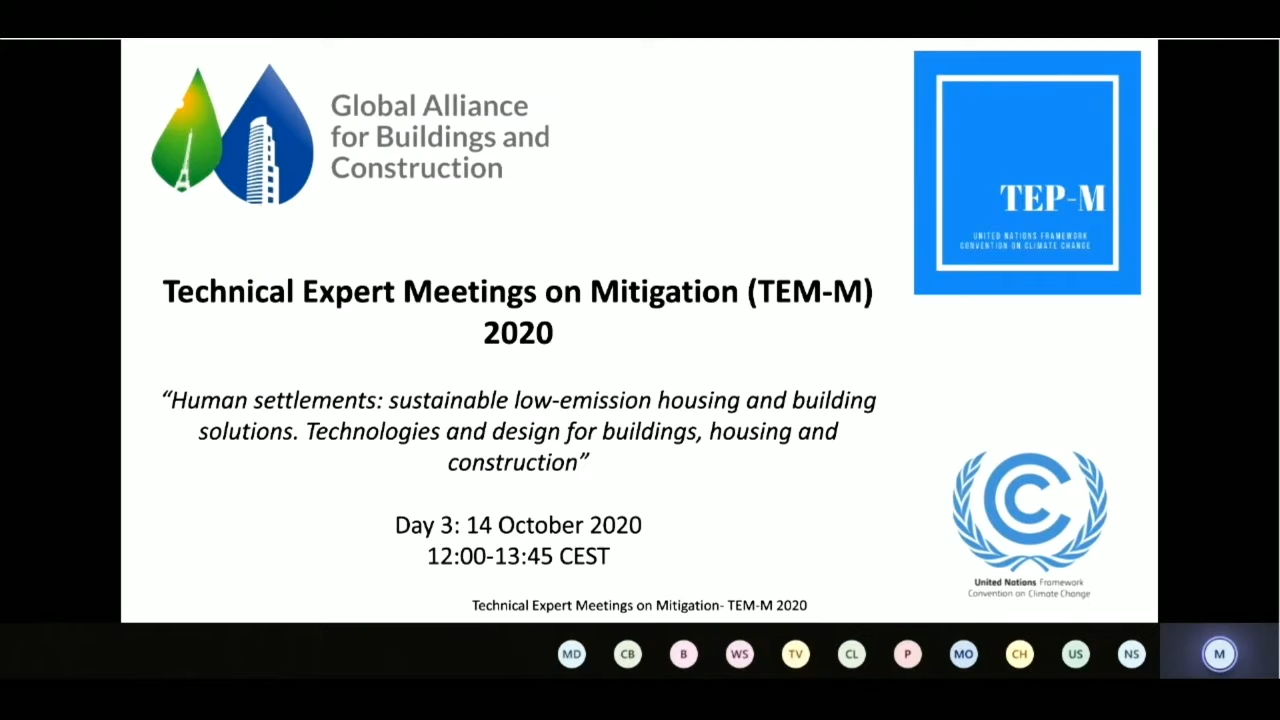 Global Alliance
for Buildings and
Construction
TEP-M
UNITED NATIONS FRAMEWORK
CONVENTION ON CLIMATE CHANGE
Technical Expert Meetings on Mitigation (TEM-M)
2020
“Human settlements: sustainable low-emission housing and building
solutions. Technologies and design for buildings, housing and
construction”
Day 3: 14 October 2020
12:00-13:45 CEST
United Nations Framework
Convention on Climate Change
Technical Expert Meetings on Mitigation- TEM-M 2020
MD CB B WS TV CL P MO CH US NS M